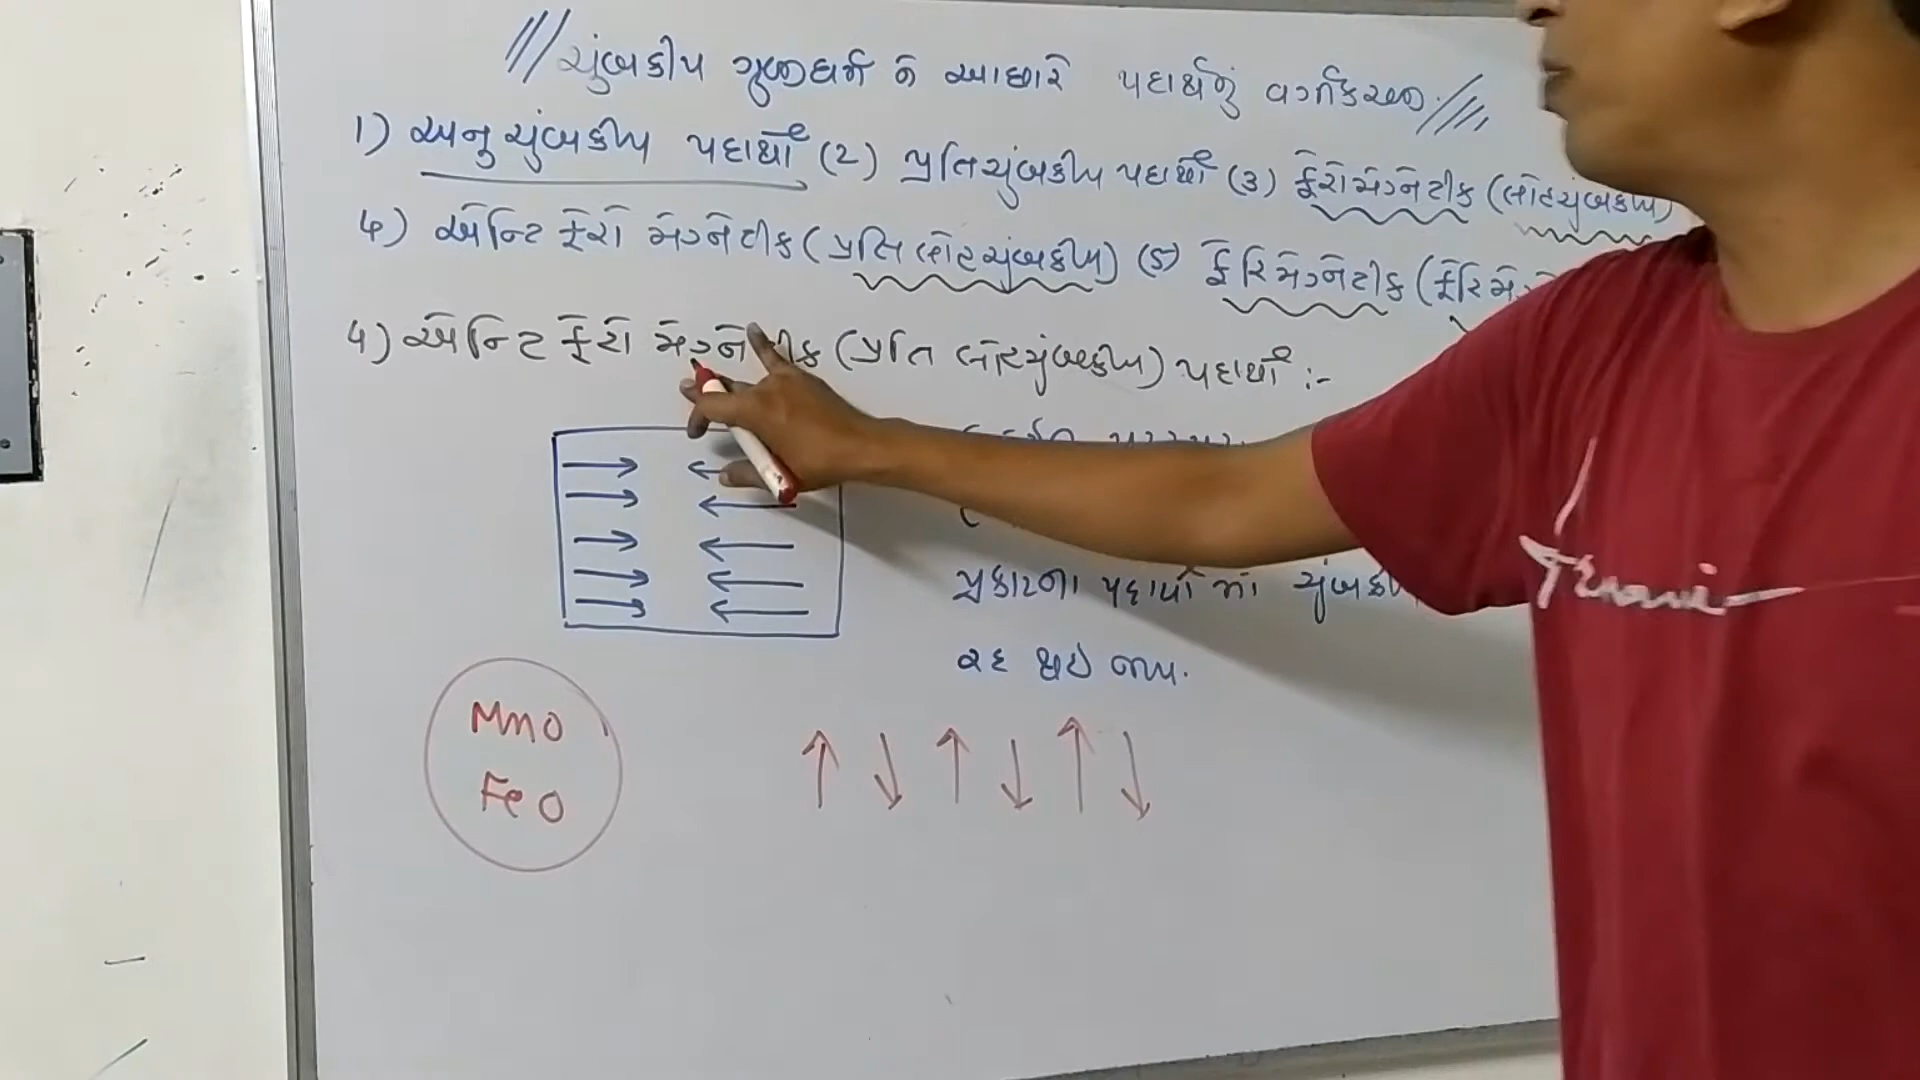 ચુંબકીય ગુણધર્મ ને આધારે પદાર્થનું વર્ગીકરણ.
1) અનુચુંબકીય પદાર્થો (2) પ્રતિચુંબકીય પદાર્થો (3) ફેરોમેગ્નેટીક (લોહચુંબકીય)
4) એન્ટિ ફેરો મેગ્નેટીક (પ્રતિ લોહચુંબકીય) (5) ફેરિમેગ્નેટીક (ફેરિમે
4) એન્ટિ ફેરો મેગ્નેટીક (પ્રતિ લોહચુંબકીય) પદાર્થો :-
પ્રકારના પદાર્થો માં
રદ થઇ જાય.
MnO
FeO